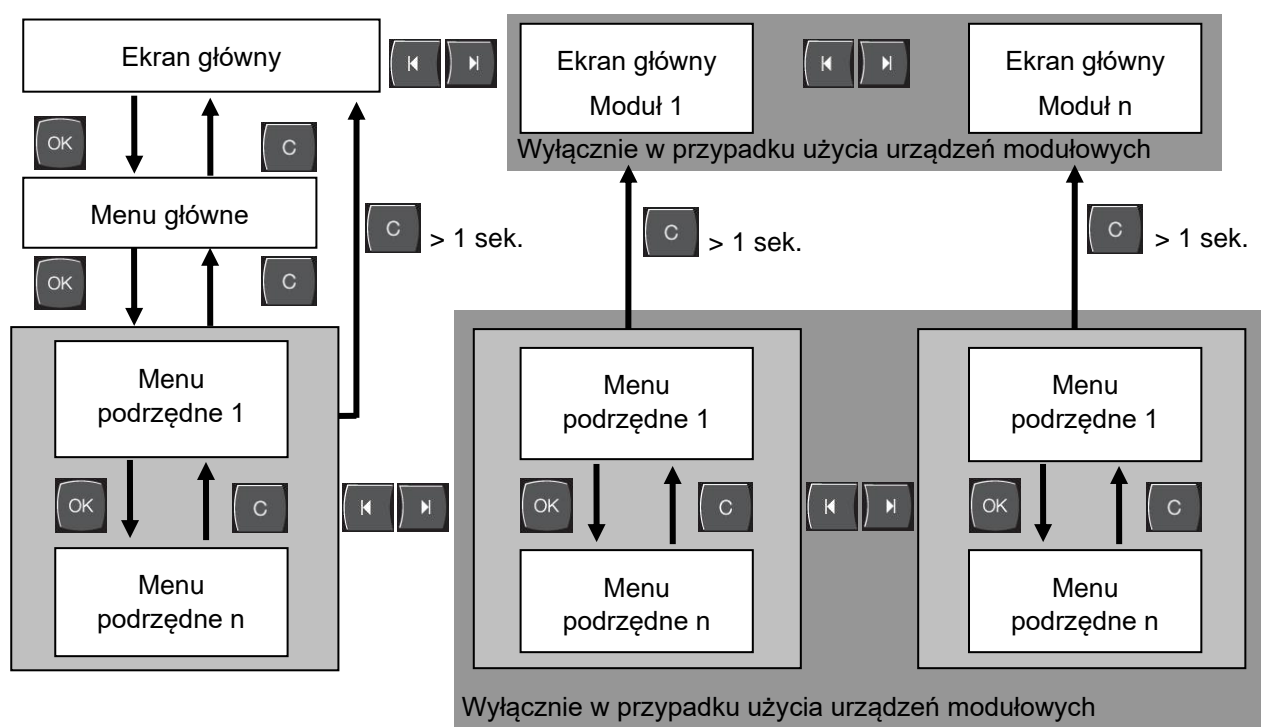 Ekran główny
Ekran główny
Moduł 1
Ekran główny
Moduł n
Wyłącznie w przypadku użycia urządzeń modułowych
OK
C
Menu główne
C
> 1 sek.
C
> 1 sek.
C
> 1 sek.
OK
C
Menu
podrzędne 1
OK
C
Menu
podrzędne n
Menu
podrzędne 1
OK
C
Menu
podrzędne n
Menu
podrzędne 1
OK
C
Menu
podrzędne n
Wyłącznie w przypadku użycia urządzeń modułowych